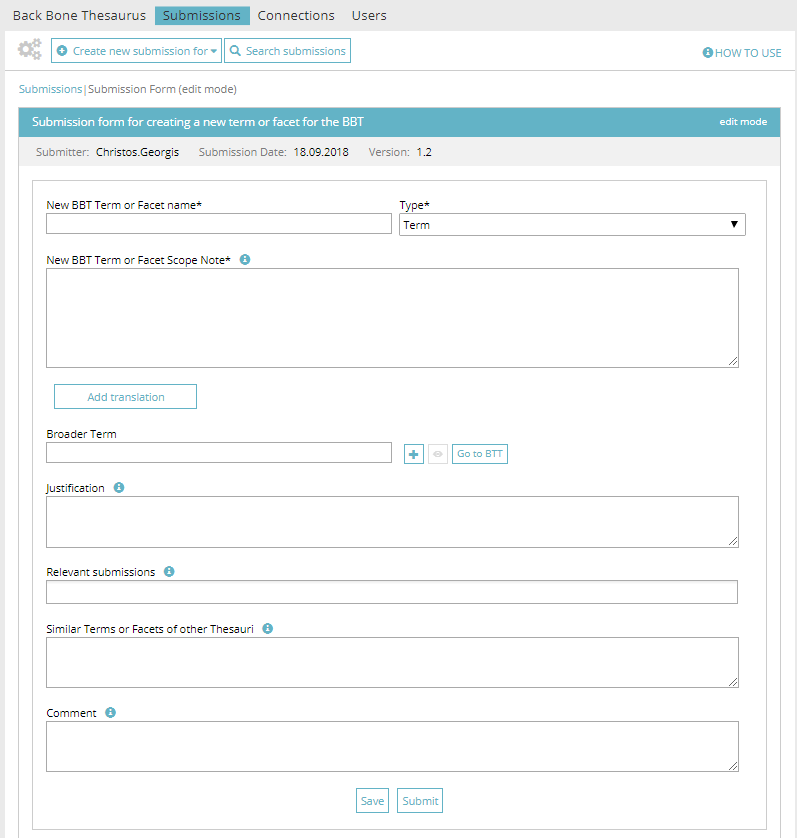 Back Bone Thesaurus Submissions Connections Users
Create new submission for Search submissions HOW TO USE
Submissions|Submission Form (edit mode)
Submission form for creating a new term or facet for the BBT edit mode
Submitter: Christos.Georgis Submission Date: 18.09.2018 Version: 1.2
New BBT Term or Facet name* Type*
Term
New BBT Term or Facet Scope Note*
Add translation
Broader Term
Go to BTT
Justification
Relevant submissions
Similar Terms or Facets of other Thesauri
Comment
Save Submit